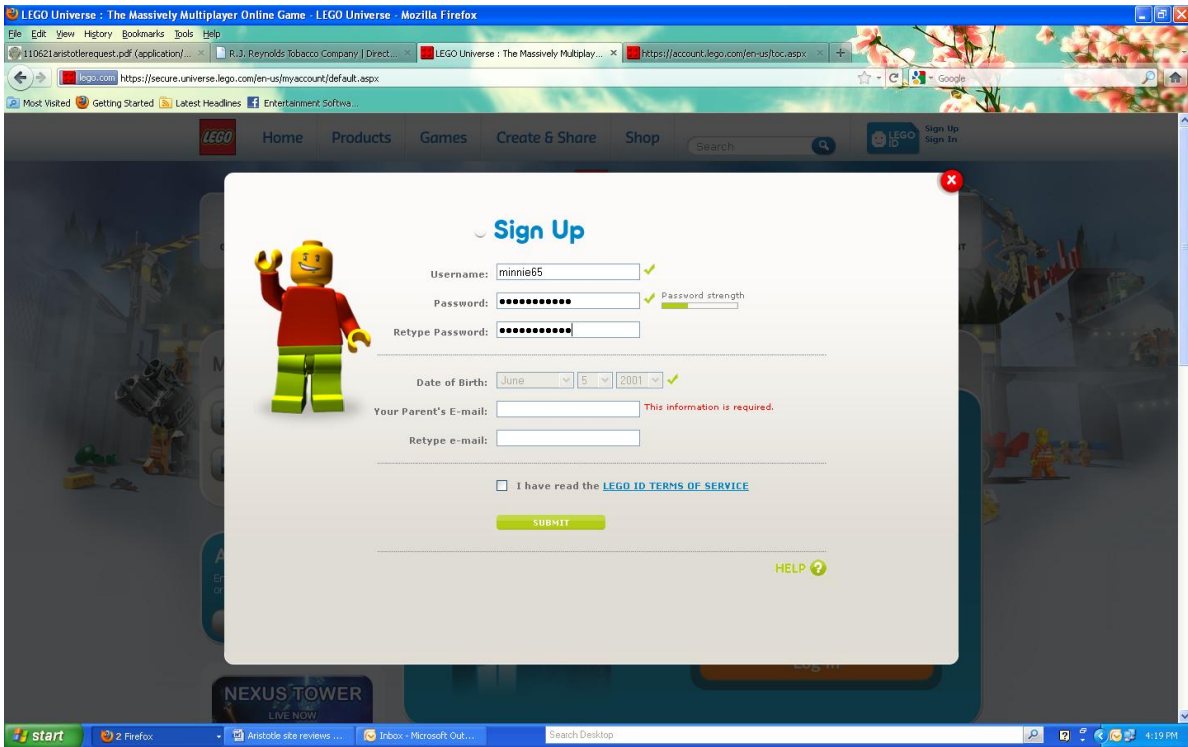 LEGO Universe : The Massively Multiplayer Online Game - LEGO Universe - Mozilla Firefox
File Edit View History Bookmarks Tools Help
110621aristotlerequest.pdf (application/... × R.J. Reynolds Tobacco Company | Direct... × LEGO Universe : The Massively Multiplay... × https://account.lego.com/en-us/toc.aspx × +
lego.com https://secure.universe.lego.com/en-us/myaccount/default.aspx Google
Most Visited Getting Started Latest Headlines Entertainment Softwa...
LEGO Home Products Games Create & Share Shop Search LEGO ID Sign Up
Sign In
Sign Up
Username: minnie65
Password: ●●●●●●●●●●● Password strength
Retype Password: ●●●●●●●●●●●
Date of Birth: June 5 2001
Your Parent's E-mail: This information is required.
Retype e-mail:
I have read the LEGO ID TERMS OF SERVICE
SUBMIT
HELP ?
Log In
NEXUS TOWER
LIVE NOW
start 2 Firefox Aristotle site reviews ... Inbox - Microsoft Out... Search Desktop 4:19 PM